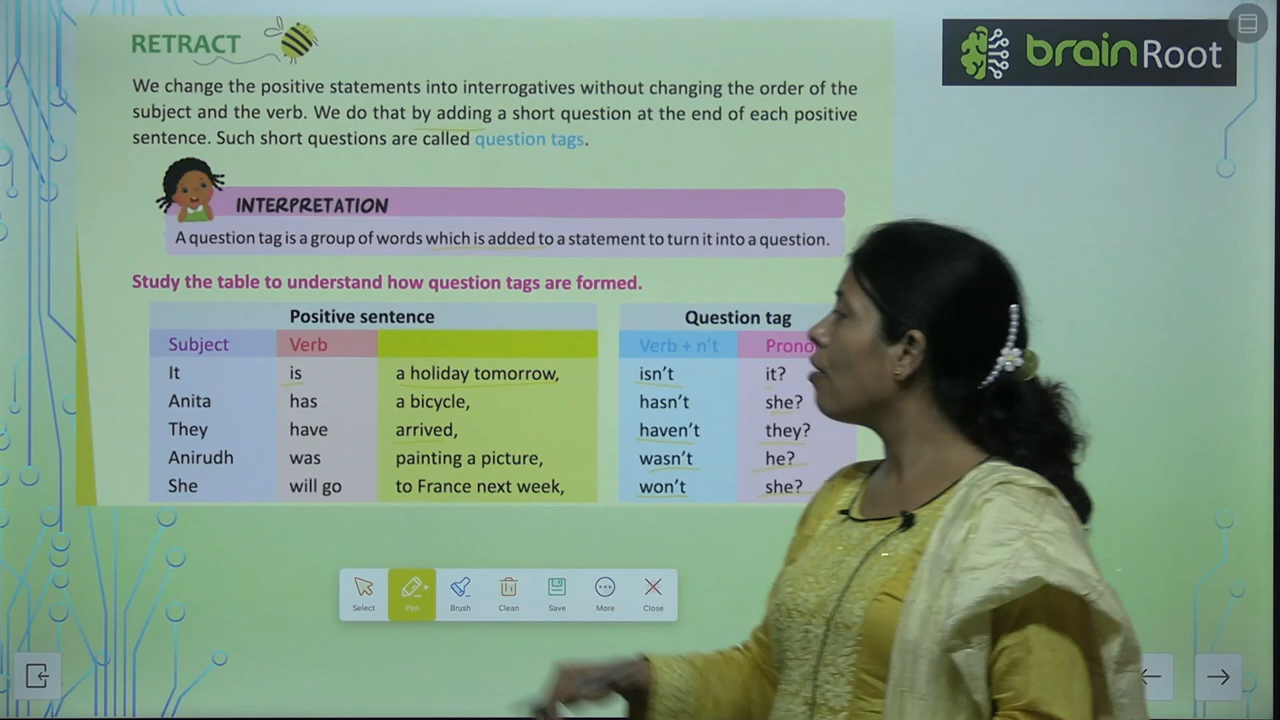 RETRACT
brainRoot
We change the positive statements into interrogatives without changing the order of the
subject and the verb. We do that by adding a short question at the end of each positive
sentence. Such short questions are called question tags.
INTERPRETATION
A question tag is a group of words which is added to a statement to turn it into a question.
Study the table to understand how question tags are formed.
Positive sentence Question tag
Subject Verb Verb + n't Prono
It is a holiday tomorrow, isn't it?
Anita has a bicycle, hasn't she?
They have arrived, haven't they?
Anirudh was painting a picture, wasn't he?
She will go to France next week, won't she?
Select Pen Brush Clean Save More Close